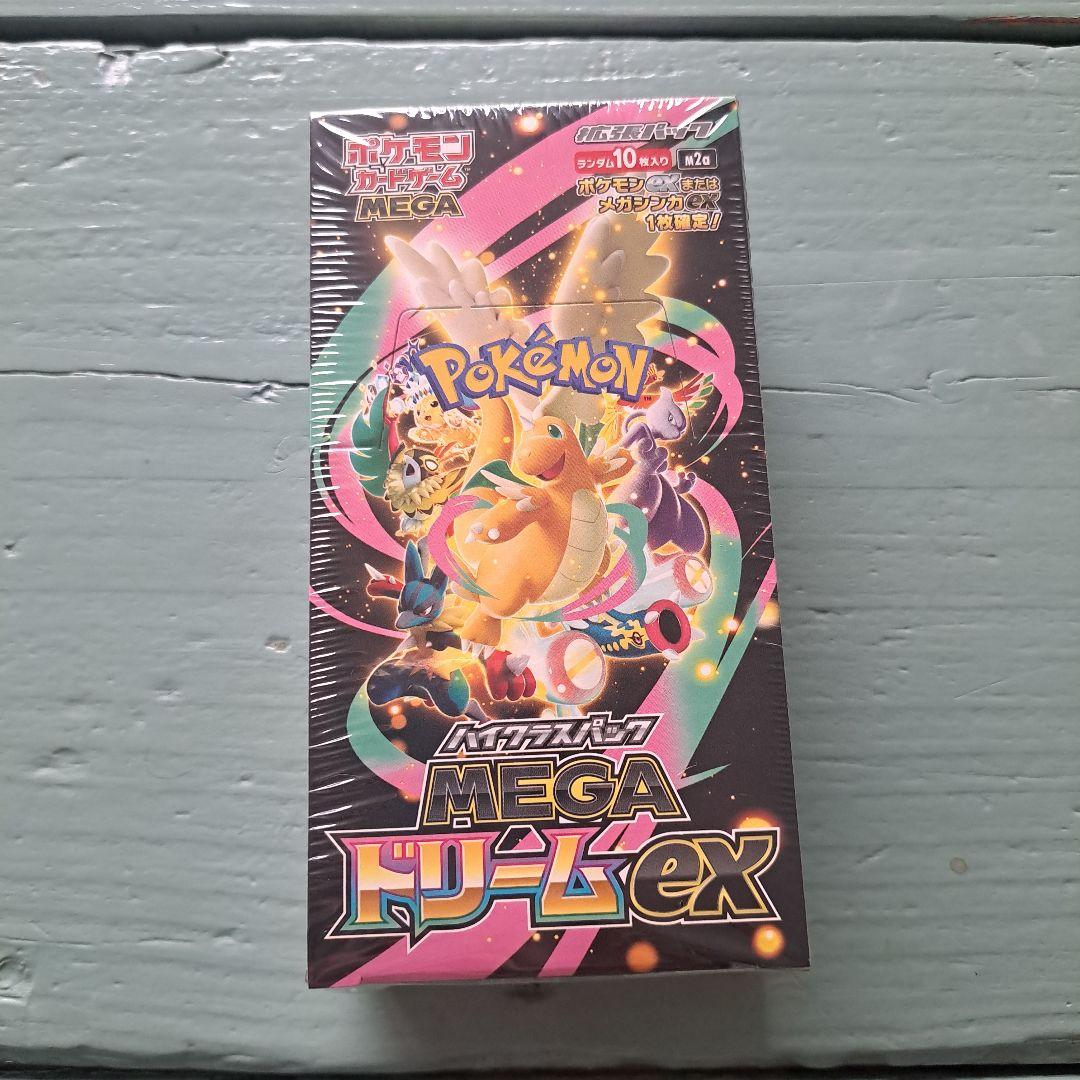 ポケモン
カードゲーム
MEGA
拡張パック
ランダム10枚入り M2a
ポケモンexまたは
メガシンカex
1枚確定!
POKÉMON
TM
ハイクラスパック
MEGA
ドリームex